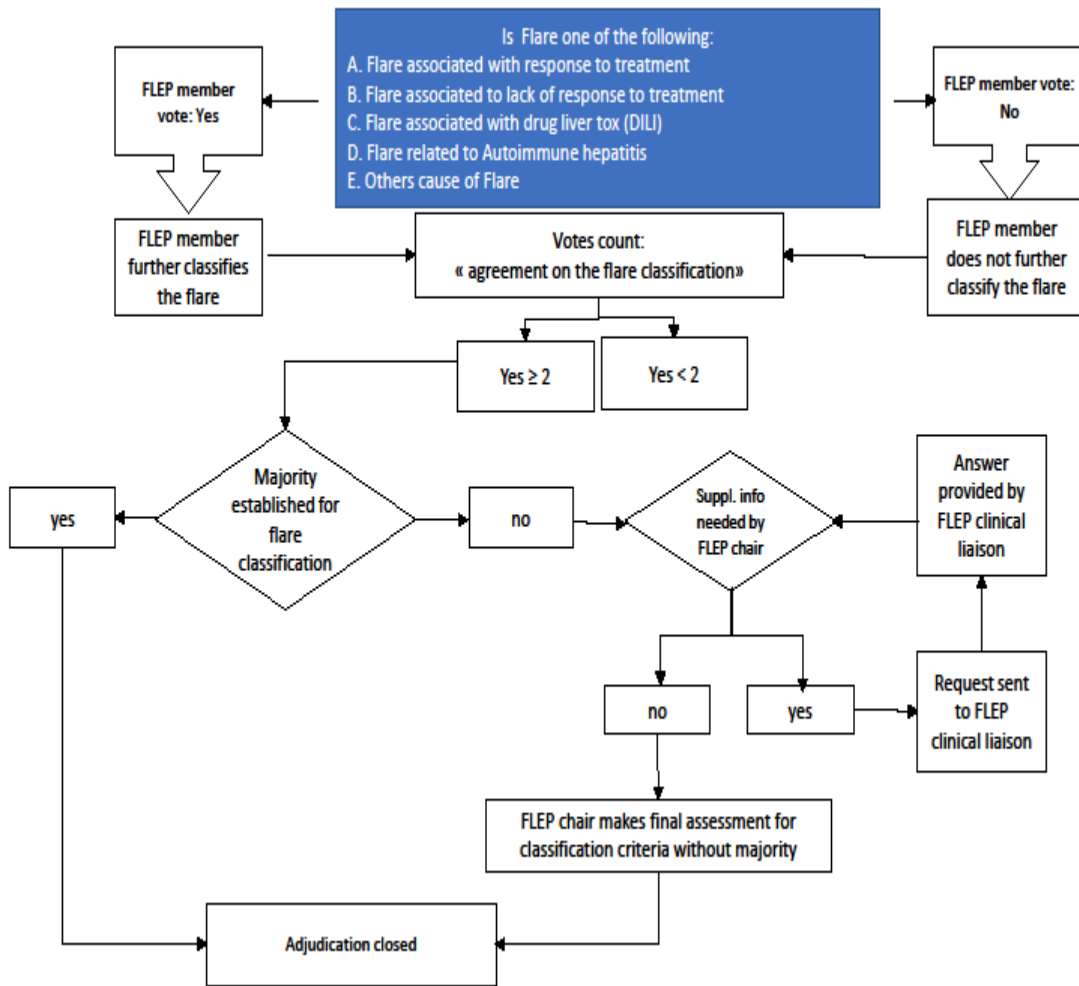 Is Flare one of the following:
A. Flare associated with response to treatment
B. Flare associated to lack of response to treatment
C. Flare associated with drug liver tox (DILI)
D. Flare related to Autoimmune hepatitis
E. Others cause of Flare
FLEP member
vote: Yes
FLEP member vote:
No
FLEP member
further classifies
the flare
Votes count:
« agreement on the flare classification»
FLEP member
does not further
classify the flare
Yes ≥ 2
Yes < 2
Majority
established for
flare
classification
yes
no
Suppl. info
needed by
FLEP chair
Answer
provided by
FLEP clinical
liaison
no
yes
Request sent
to FLEP
clinical liaison
FLEP chair makes final assessment for
classification criteria without majority
Adjudication closed